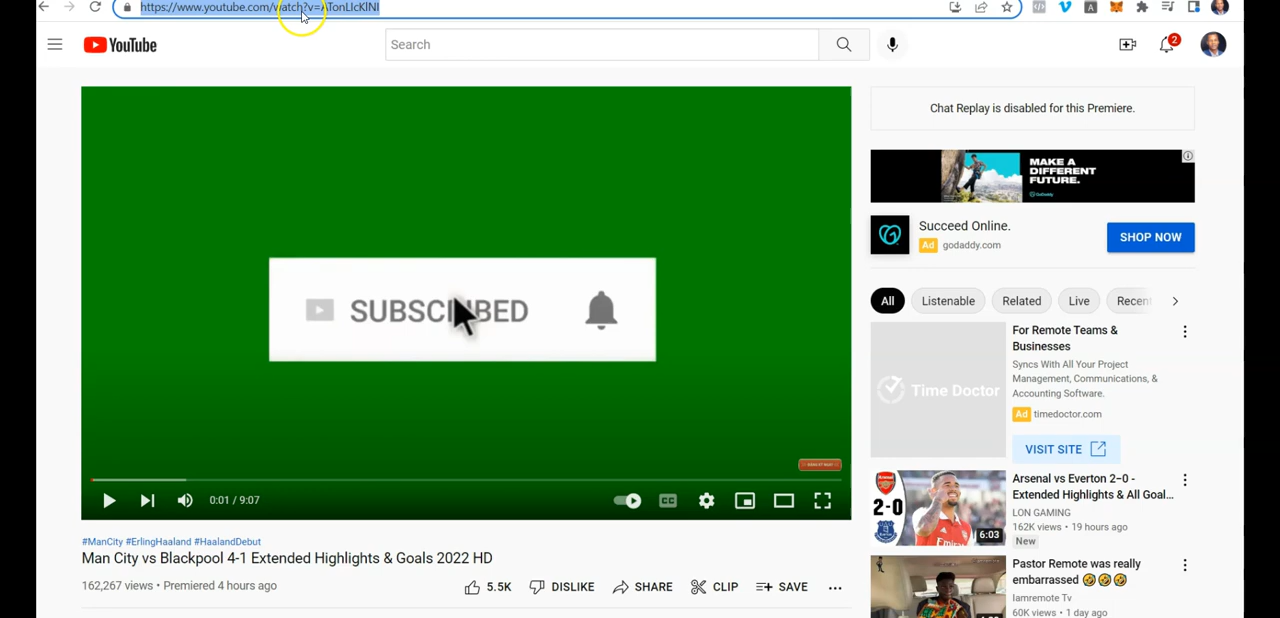 https://www.youtube.com/watch?v=ATonLIcKlNI
YouTube
Search
2
Chat Replay is disabled for this Premiere.
MAKE A
DIFFERENT
FUTURE.
GoDaddy
Succeed Online.
Ad godaddy.com
SHOP NOW
All
Listenable
Related
Live
Recent
SUBSCRIBED
For Remote Teams &
Businesses
Syncs With All Your Project
Management, Communications, &
Accounting Software.
Time Doctor
Ad timedoctor.com
VISIT SITE
0:01 / 9:07
CC
Arsenal vs Everton 2-0 -
Extended Highlights & All Goal...
LON GAMING
162K views • 19 hours ago
New
Arsenal
2-0
6:03
#ManCity #ErlingHaaland #HaalandDebut
Man City vs Blackpool 4-1 Extended Highlights & Goals 2022 HD
162,267 views • Premiered 4 hours ago
5.5K
DISLIKE
SHARE
CLIP
SAVE
Pastor Remote was really
embarrassed 🤣🤣🤣
Iamremote Tv
60K views • 1 day ago